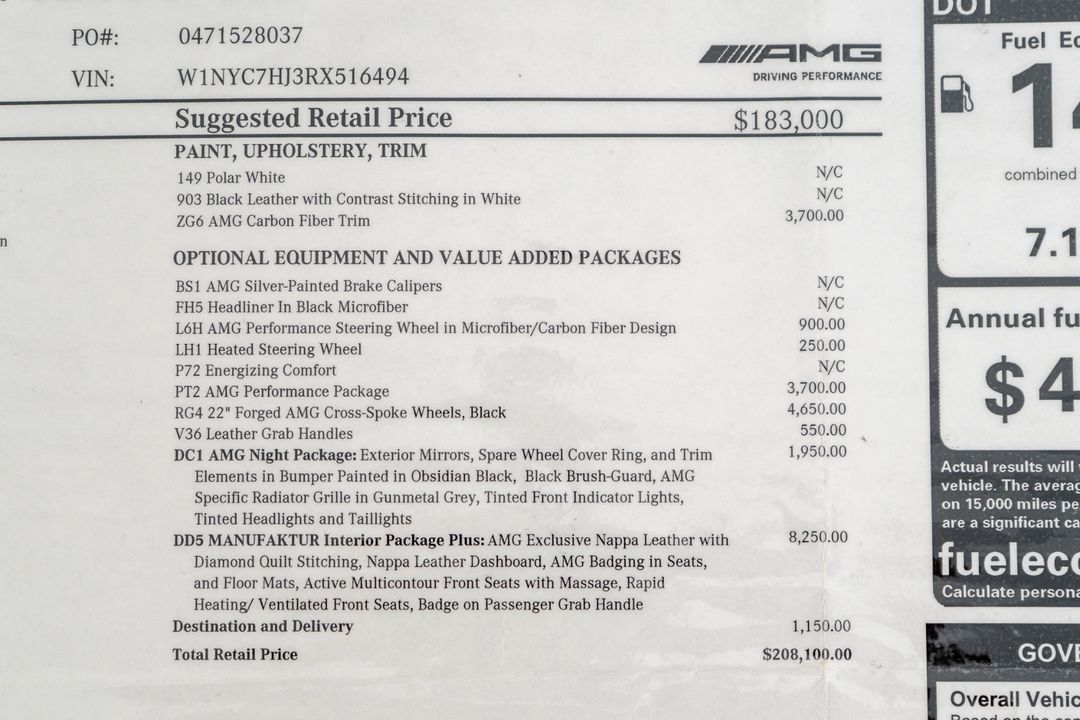 PO#: 0471528037
VIN: W1NYC7HJ3RX516494
AMG
DRIVING PERFORMANCE
Suggested Retail Price $183,000
PAINT, UPHOLSTERY, TRIM
149 Polar White N/C
903 Black Leather with Contrast Stitching in White N/C
ZG6 AMG Carbon Fiber Trim 3,700.00
OPTIONAL EQUIPMENT AND VALUE ADDED PACKAGES
BS1 AMG Silver-Painted Brake Calipers N/C
FH5 Headliner In Black Microfiber N/C
L6H AMG Performance Steering Wheel in Microfiber/Carbon Fiber Design 900.00
LH1 Heated Steering Wheel 250.00
P72 Energizing Comfort N/C
PT2 AMG Performance Package 3,700.00
RG4 22" Forged AMG Cross-Spoke Wheels, Black 4,650.00
V36 Leather Grab Handles 550.00
DC1 AMG Night Package: Exterior Mirrors, Spare Wheel Cover Ring, and Trim 1,950.00
Elements in Bumper Painted in Obsidian Black, Black Brush-Guard, AMG
Specific Radiator Grille in Gunmetal Grey, Tinted Front Indicator Lights,
Tinted Headlights and Taillights
DD5 MANUFAKTUR Interior Package Plus: AMG Exclusive Nappa Leather with 8,250.00
Diamond Quilt Stitching, Nappa Leather Dashboard, AMG Badging in Seats,
and Floor Mats, Active Multicontour Front Seats with Massage, Rapid
Heating/ Ventilated Front Seats, Badge on Passenger Grab Handle
Destination and Delivery 1,150.00
Total Retail Price $208,100.00
DOT
Fuel
combined
7.1
Annual
$4
Actual results will
vehicle. The
on 15,000 miles
are a significant
Calculate
Overall